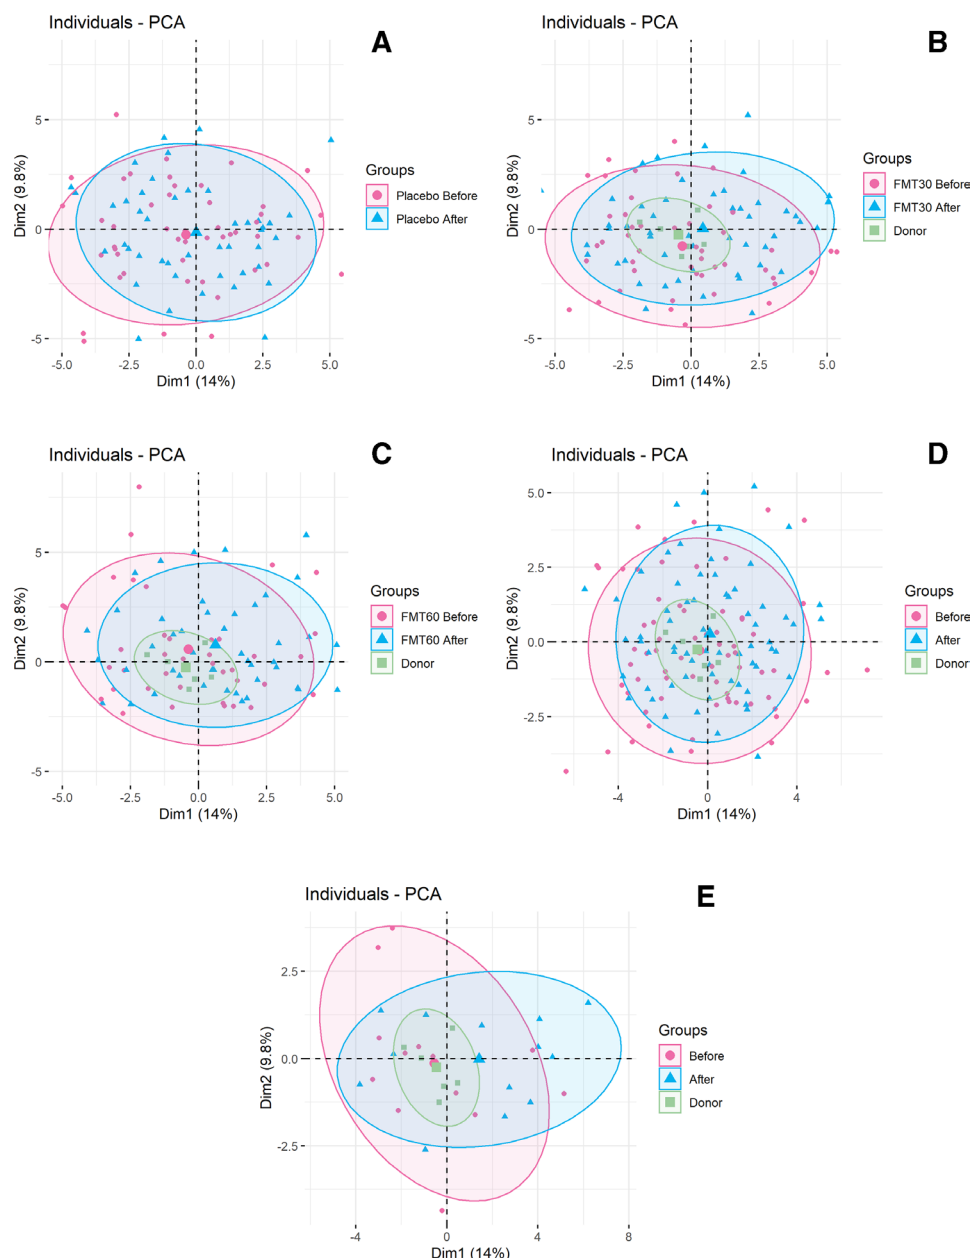 Individuals - PCA
A
Dim2 (9.8%)
5
0
-5
-5.0 -2.5 0.0 2.5 5.0
Dim1 (14%)
Groups
Placebo Before
Placebo After
Individuals - PCA
B
Dim2 (9.8%)
5
0
-5
-5.0 -2.5 0.0 2.5 5.0
Dim1 (14%)
Groups
FMT30 Before
FMT30 After
Donor
Individuals - PCA
C
Dim2 (9.8%)
5
0
-5
-5.0 -2.5 0.0 2.5 5.0
Dim1 (14%)
Groups
FMT60 Before
FMT60 After
Donor
Individuals - PCA
D
Dim2 (9.8%)
5.0
2.5
0.0
-2.5
-4 0 4
Dim1 (14%)
Groups
Before
After
Donor
Individuals - PCA
E
Dim2 (9.8%)
2.5
0.0
-2.5
-4 0 4 8
Dim1 (14%)
Groups
Before
After
Donor